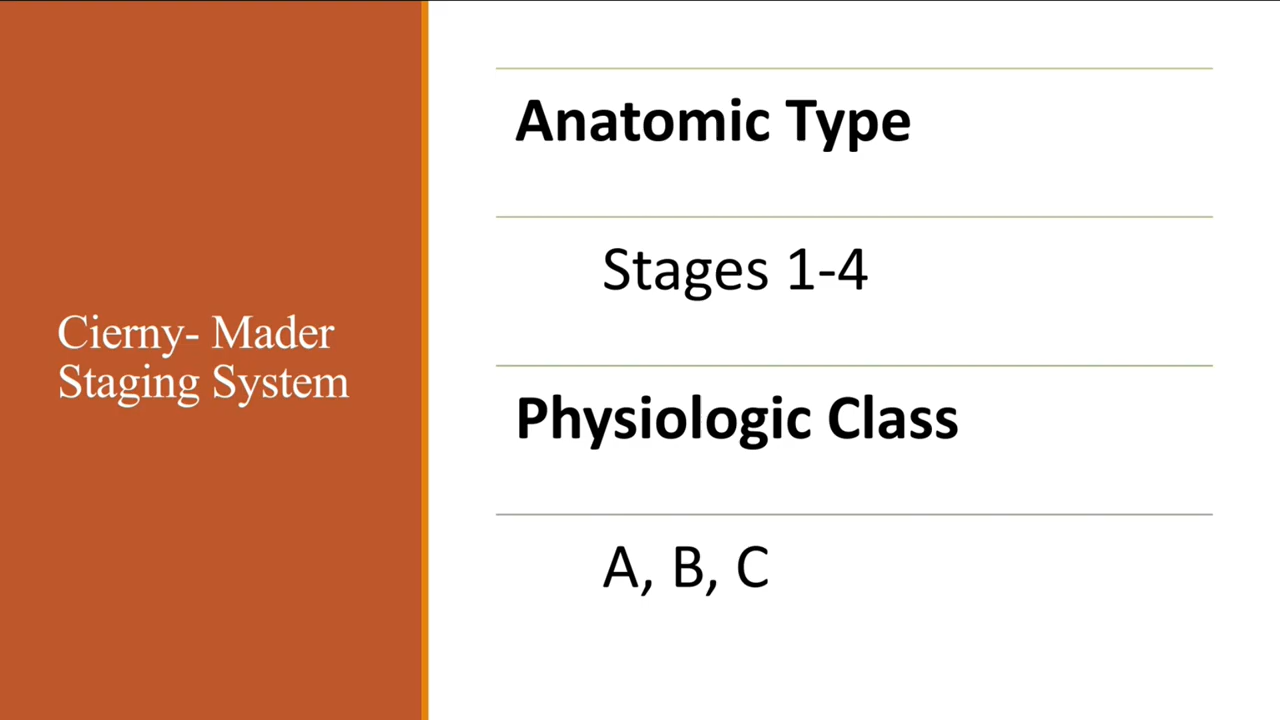 Cierny- Mader
Staging System
Anatomic Type
Stages 1-4
Physiologic Class
A, B, C